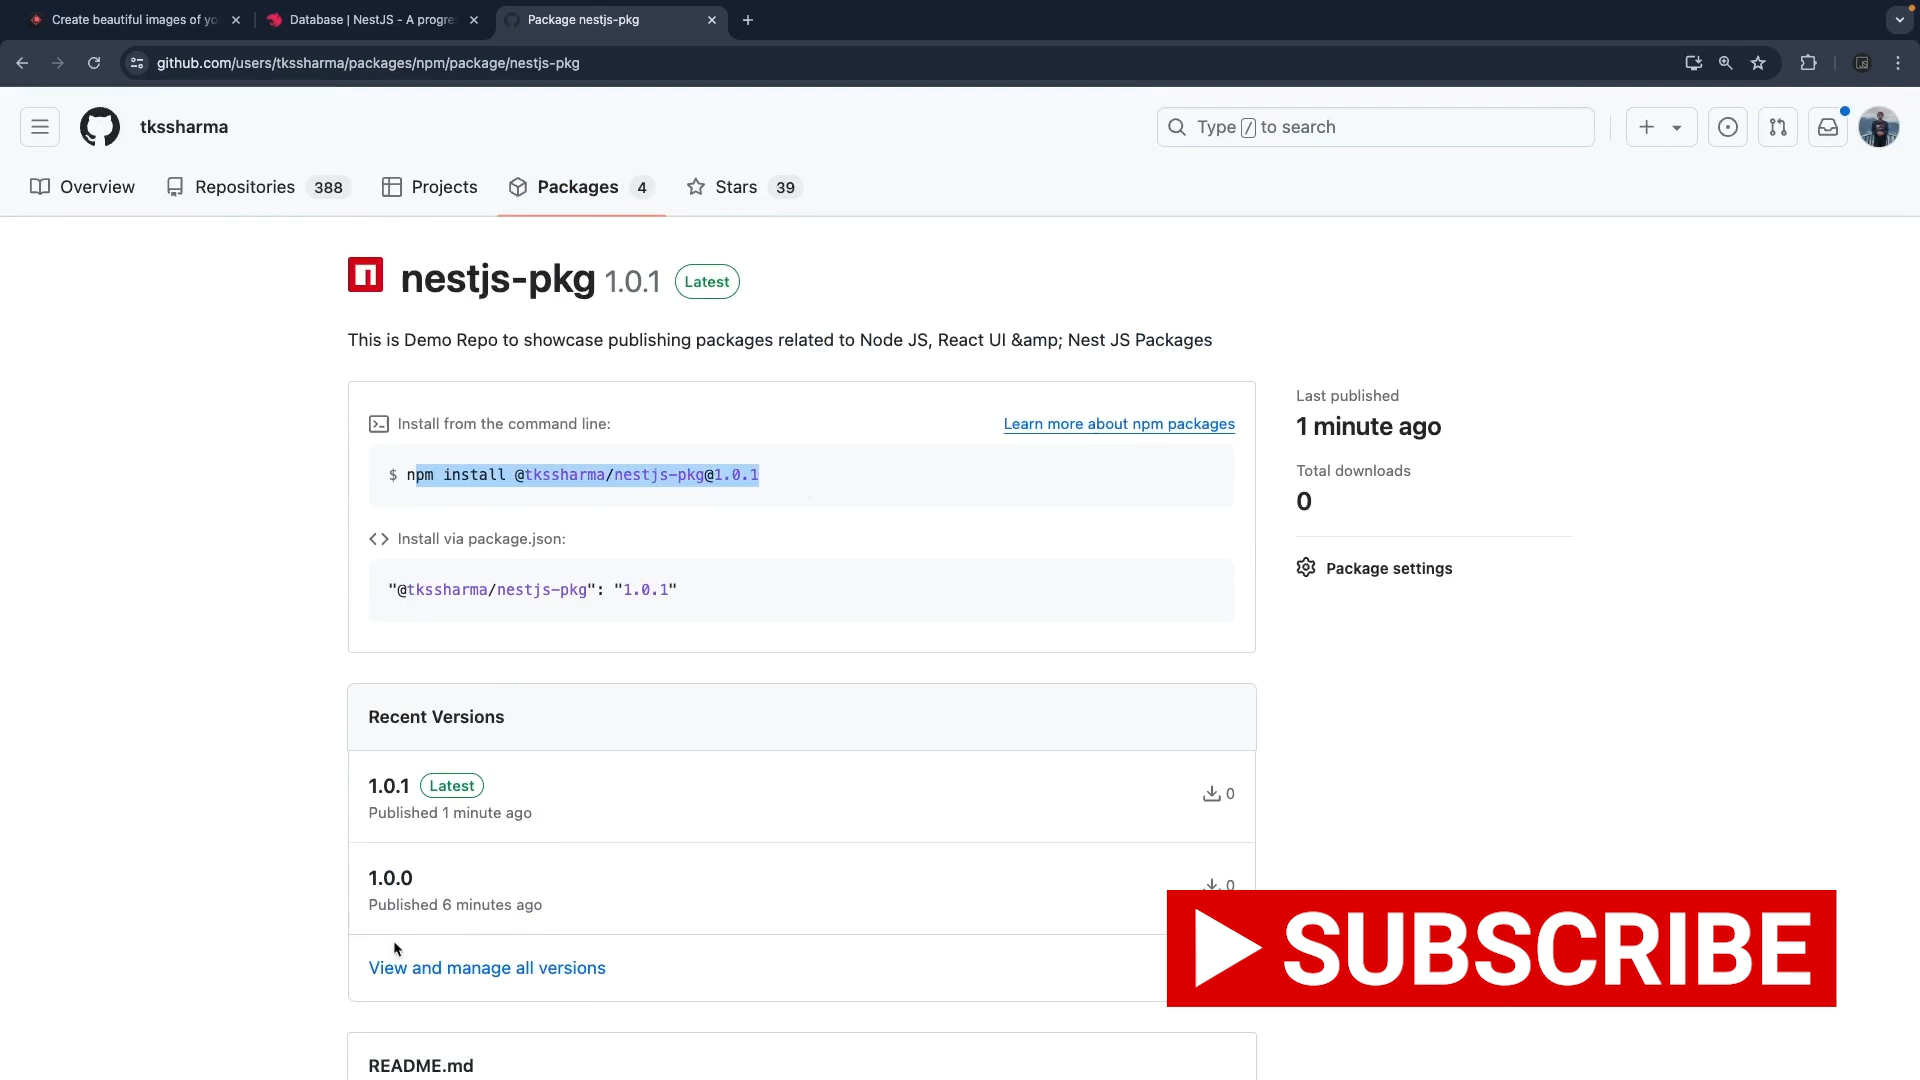 Create beautiful images of yo
Database | NestJS - A progre
Package nestjs-pkg
github.com/users/tkssharma/packages/npm/package/nestjs-pkg
tkssharma
Type / to search
Overview
Repositories 388
Projects
Packages 4
Stars 39
nestjs-pkg 1.0.1 Latest
This is Demo Repo to showcase publishing packages related to Node JS, React UI &amp; Nest JS Packages
Install from the command line:
Learn more about npm packages
$ npm install @tkssharma/nestjs-pkg@1.0.1
Install via package.json:
"@tkssharma/nestjs-pkg": "1.0.1"
Last published
1 minute ago
Total downloads
0
Package settings
Recent Versions
1.0.1 Latest
Published 1 minute ago
0
1.0.0
Published 6 minutes ago
0
View and manage all versions
SUBSCRIBE
README.md